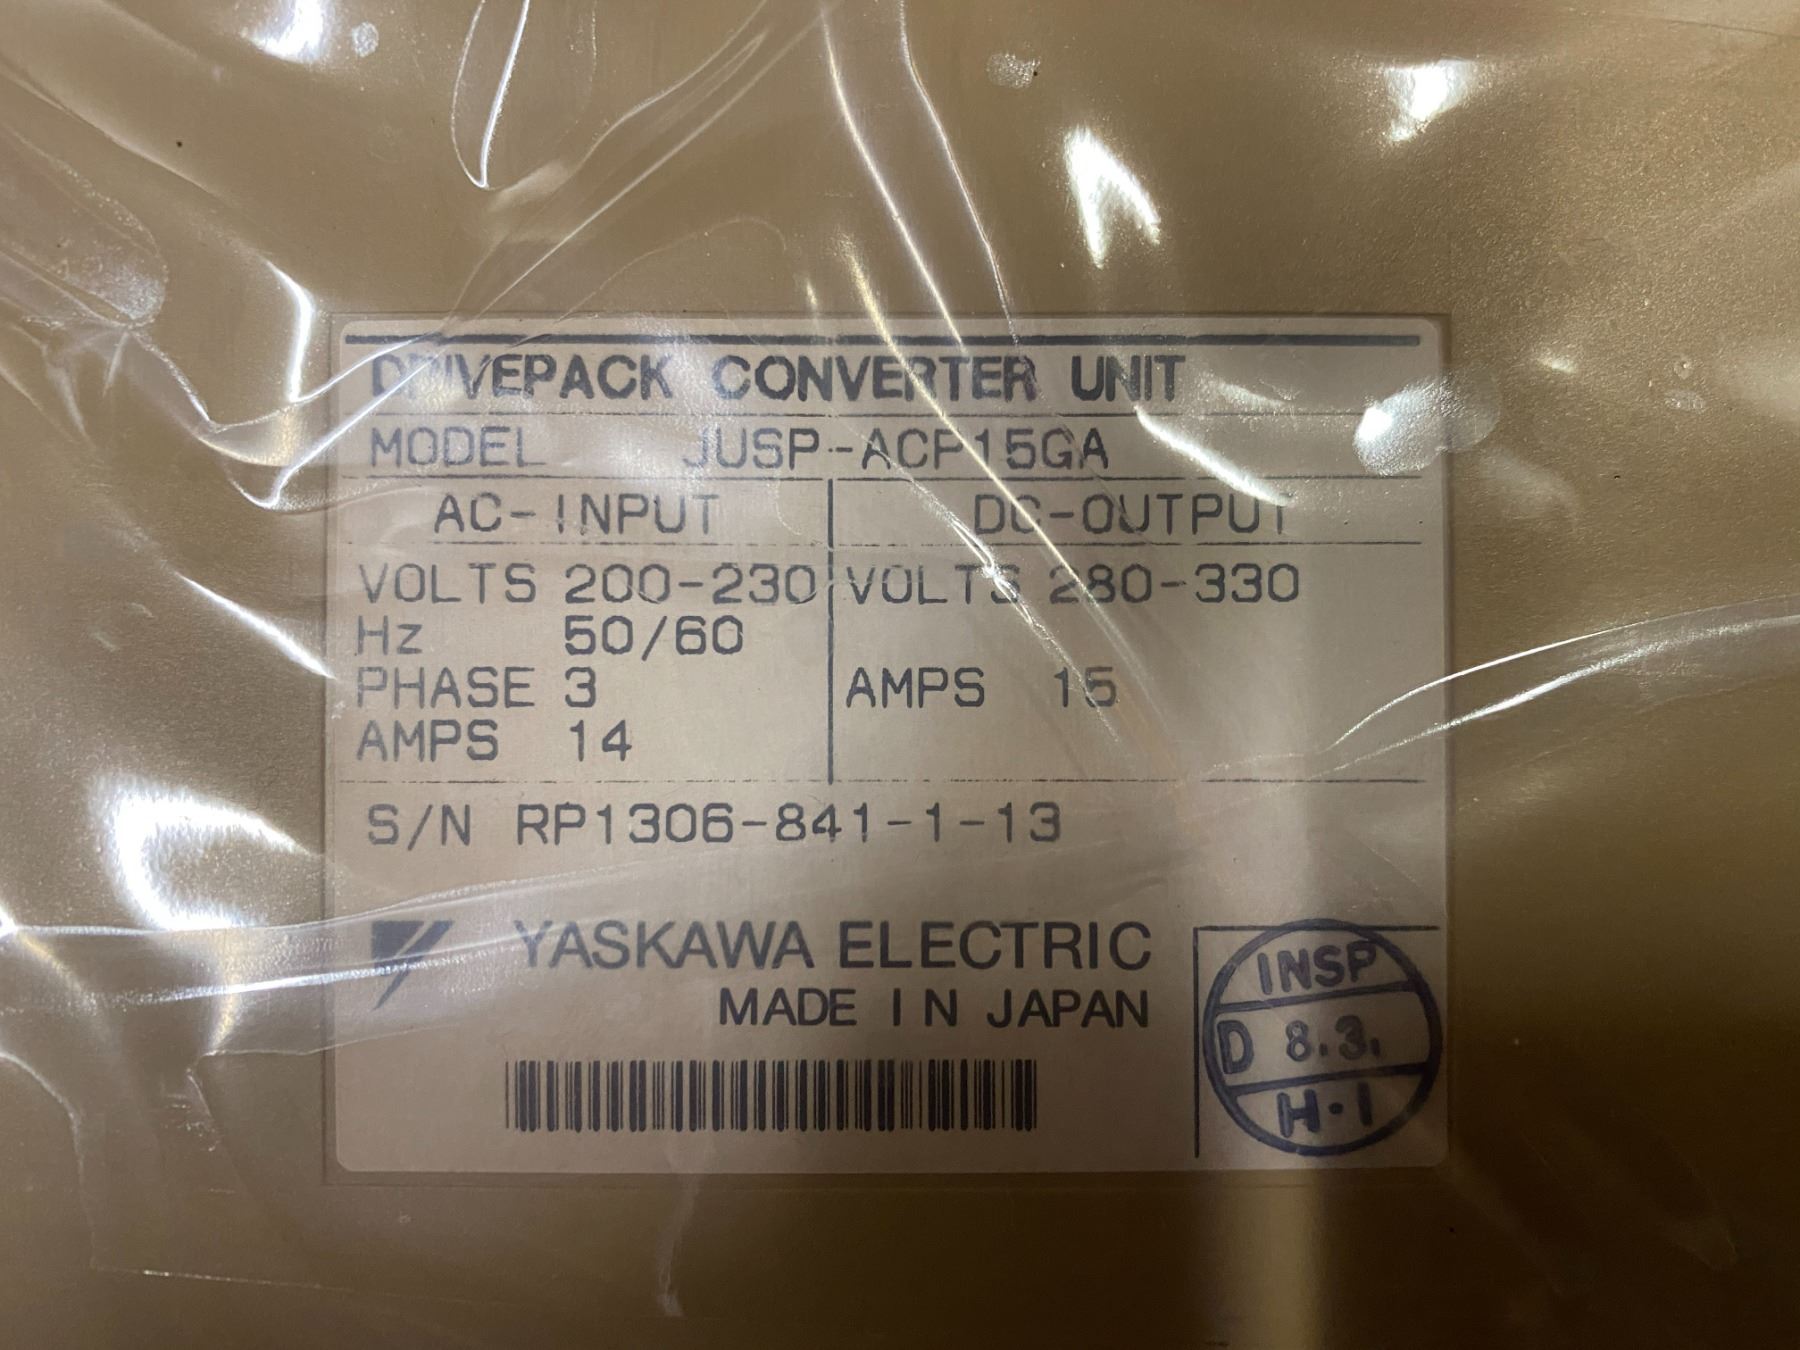 DRIVEPACK CONVERTER UNIT
MODEL JUSP-ACP15GA
AC-INPUT DC-OUTPUT
VOLTS 200-230 VOLTS 280-330
Hz 50/60
PHASE 3 AMPS 15
AMPS 14
S/N RP1306-841-1-13
YASKAWA ELECTRIC
MADE IN JAPAN
INSP
D 8.3.
H·I